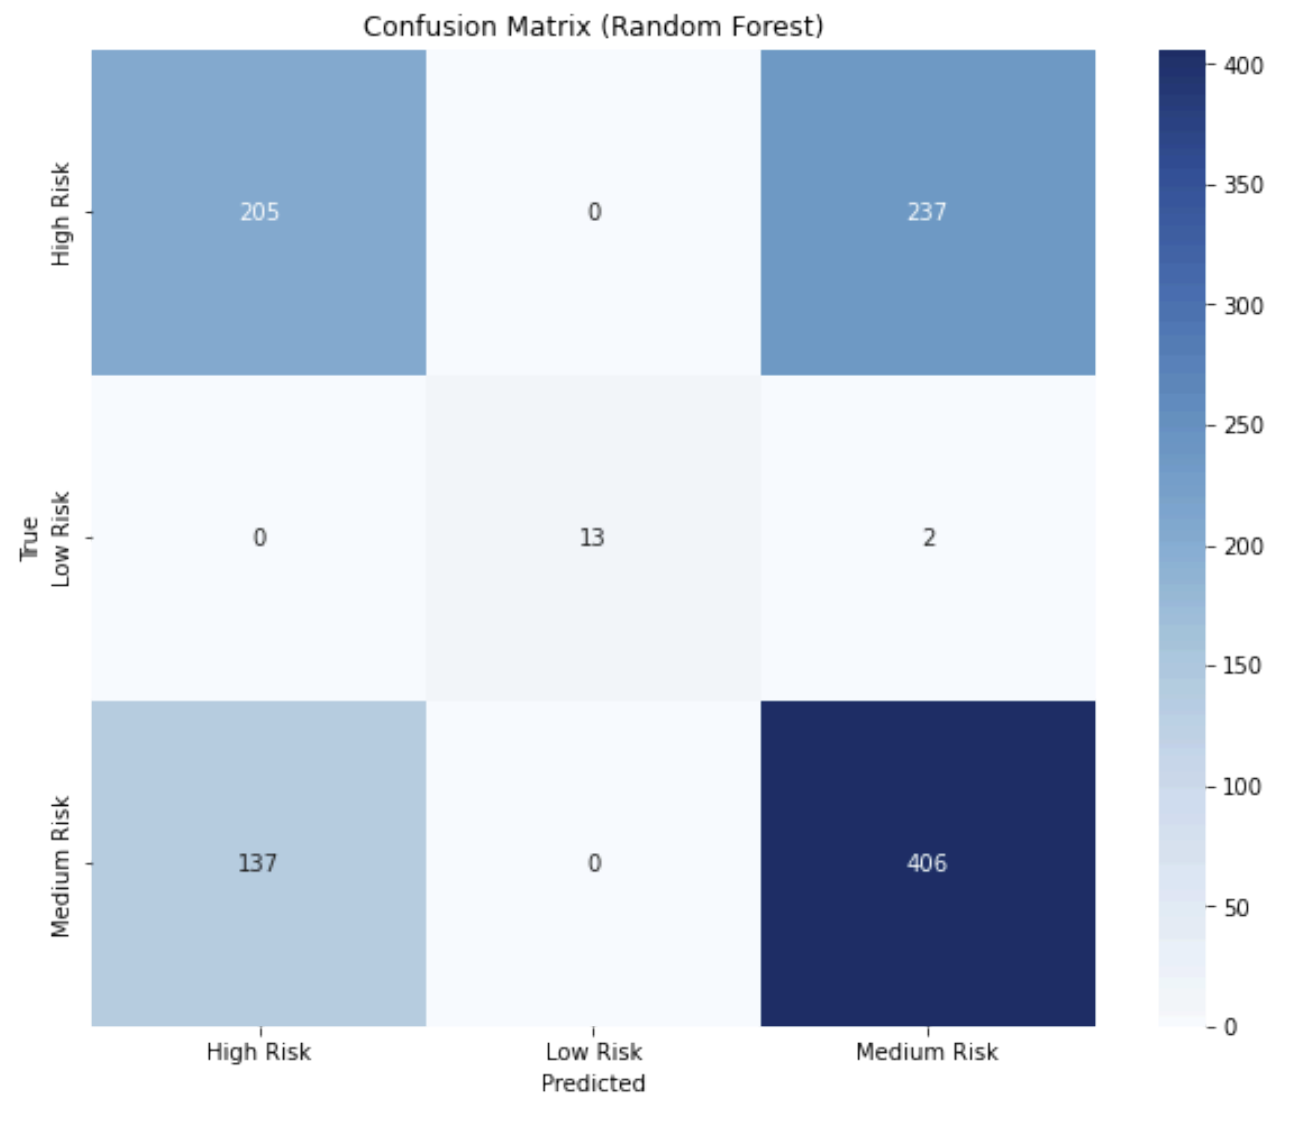 Confusion Matrix (Random Forest)
High Risk
205
0
237
True
Low Risk
0
13
2
Medium Risk
137
0
406
High Risk
Low Risk
Medium Risk
Predicted
400
350
300
250
200
150
100
50
0